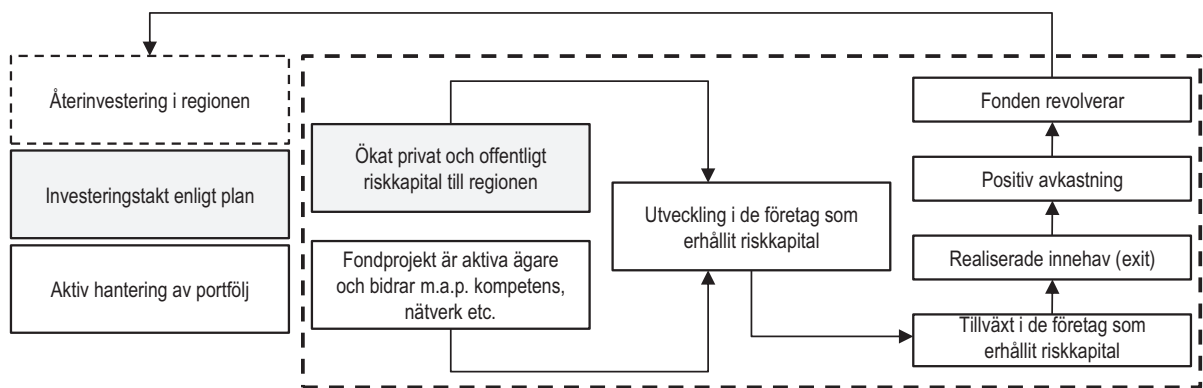 Återinvestering i regionen
Investeringstakt enligt plan
Aktiv hantering av portfölj
Ökat privat och offentligt
riskkapital till regionen
Fondprojekt är aktiva ägare
och bidrar m.a.p. kompetens,
nätverk etc.
Utveckling i de företag som
erhållit riskkapital
Fonden revolverar
Positiv avkastning
Realiserade innehav (exit)
Tillväxt i de företag som
erhållit riskkapital